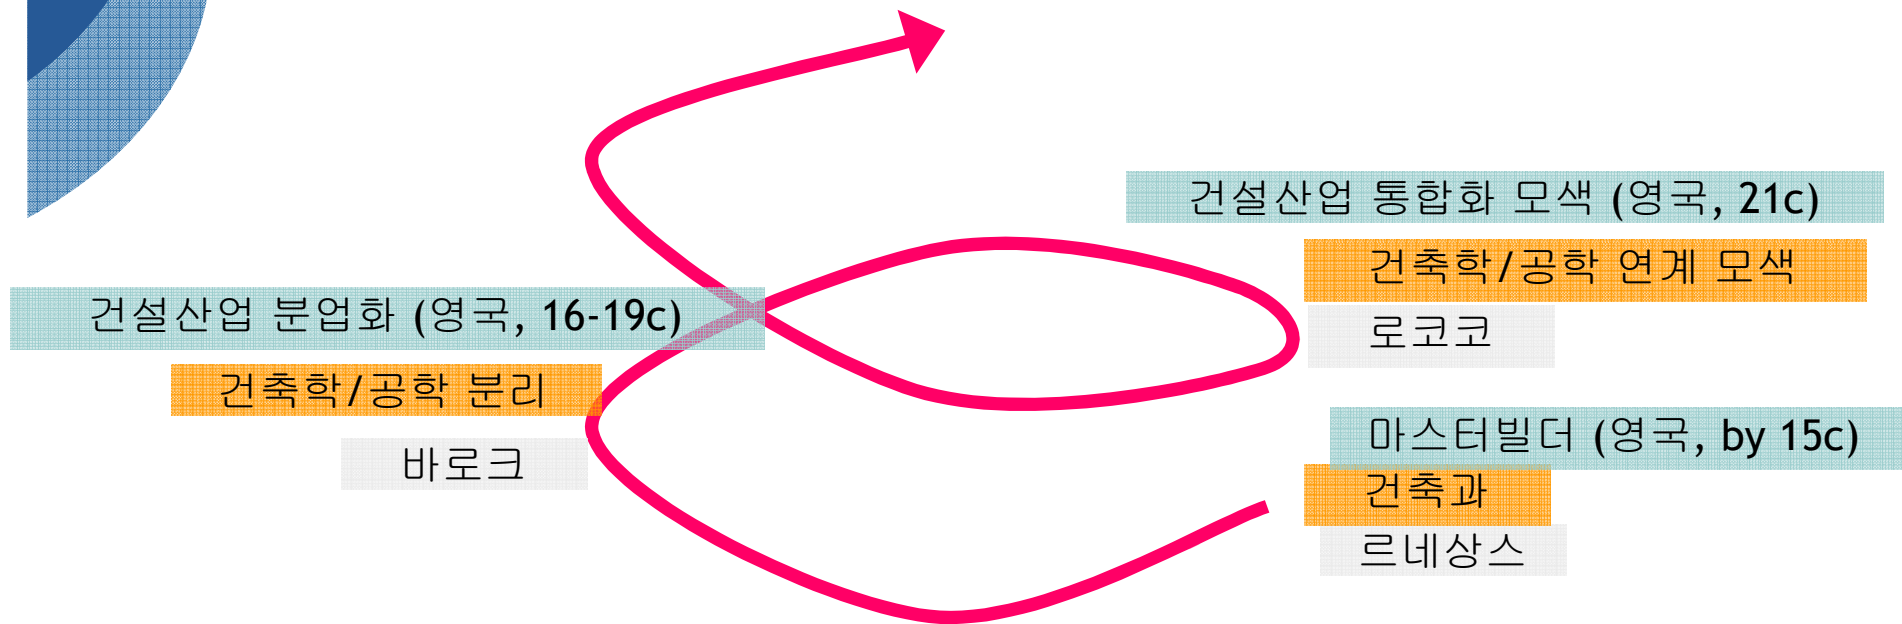 건설산업 통합화 모색 (영국, 21c)
건축학/공학 연계 모색
로코코
건설산업 분업화 (영국, 16-19c)
건축학/공학 분리
바로크
마스터빌더 (영국, by 15c)
건축과
르네상스